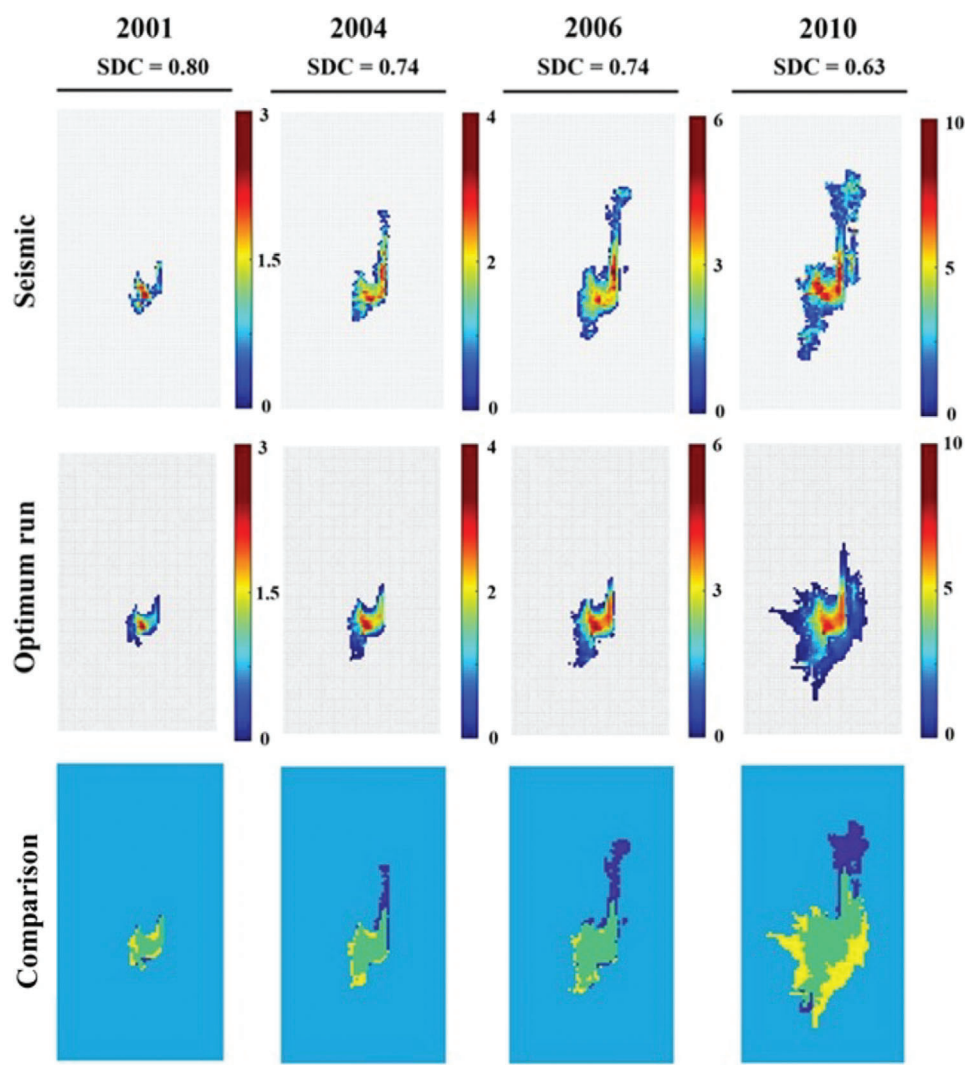 2001 2004 2006 2010
SDC = 0.80 SDC = 0.74 SDC = 0.74 SDC = 0.63
Seismic
3 4 6 10
1.5 2 3 5
0 0 0 0
Optimum run
3 4 6 10
1.5 2 3 5
0 0 0 0
Comparison